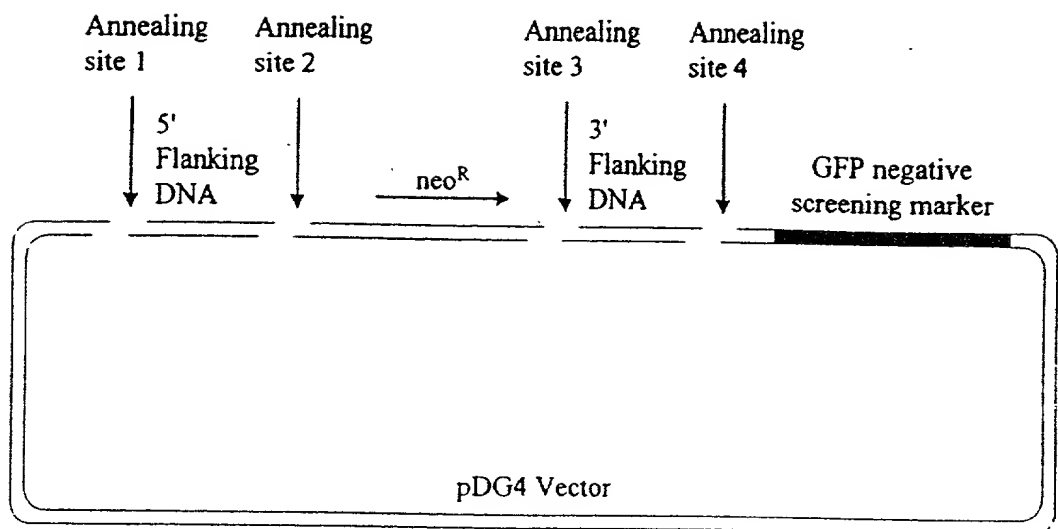 Annealing
site 1
Annealing
site 2
Annealing
site 3
Annealing
site 4
5'
Flanking
DNA
neoᴿ
3'
Flanking
DNA
GFP negative
screening marker
pDG4 Vector